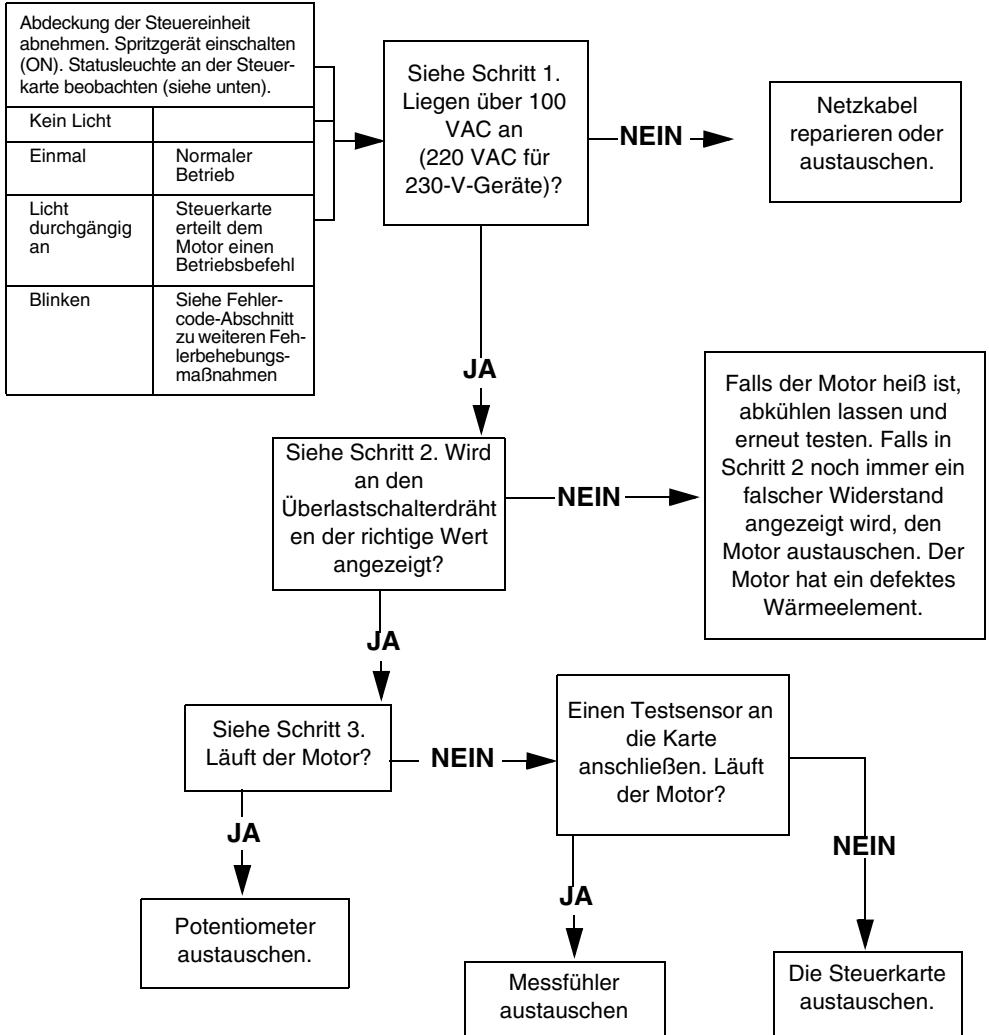 Abdeckung der Steuereinheit
abnehmen. Spritzgerät einschalten
(ON). Statusleuchte an der Steuer-
karte beobachten (siehe unten).
Kein Licht
Einmal
Normaler
Betrieb
Licht
durchgängig
an
Steuerkarte
erteilt dem
Motor einen
Betriebsbefehl
Blinken
Siehe Fehler-
code-Abschnitt
zu weiteren Feh-
lerbehebungs-
maßnahmen
Siehe Schritt 1.
Liegen über 100
VAC an
(220 VAC für
230-V-Geräte)?
NEIN
Netzkabel
reparieren oder
austauschen.
JA
Siehe Schritt 2. Wird
an den
Überlastschalterdräht
en der richtige Wert
angezeigt?
NEIN
Falls der Motor heiß ist,
abkühlen lassen und
erneut testen. Falls in
Schritt 2 noch immer ein
falscher Widerstand
angezeigt wird, den
Motor austauschen. Der
Motor hat ein defektes
Wärmeelement.
JA
Siehe Schritt 3.
Läuft der Motor?
NEIN
Einen Testsensor an
die Karte
anschließen. Läuft
der Motor?
JA
Potentiometer
austauschen.
JA
Messfühler
austauschen
NEIN
Die Steuerkarte
austauschen.